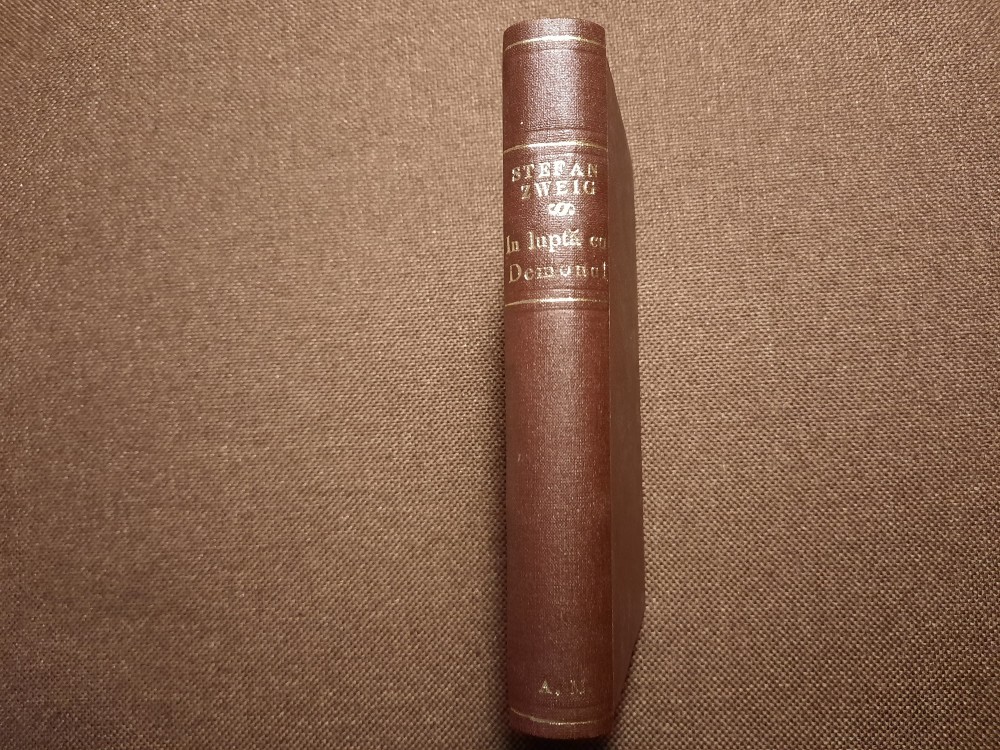 STEFAN
ZWEIG
In luptă cu
Demonul
A. M.